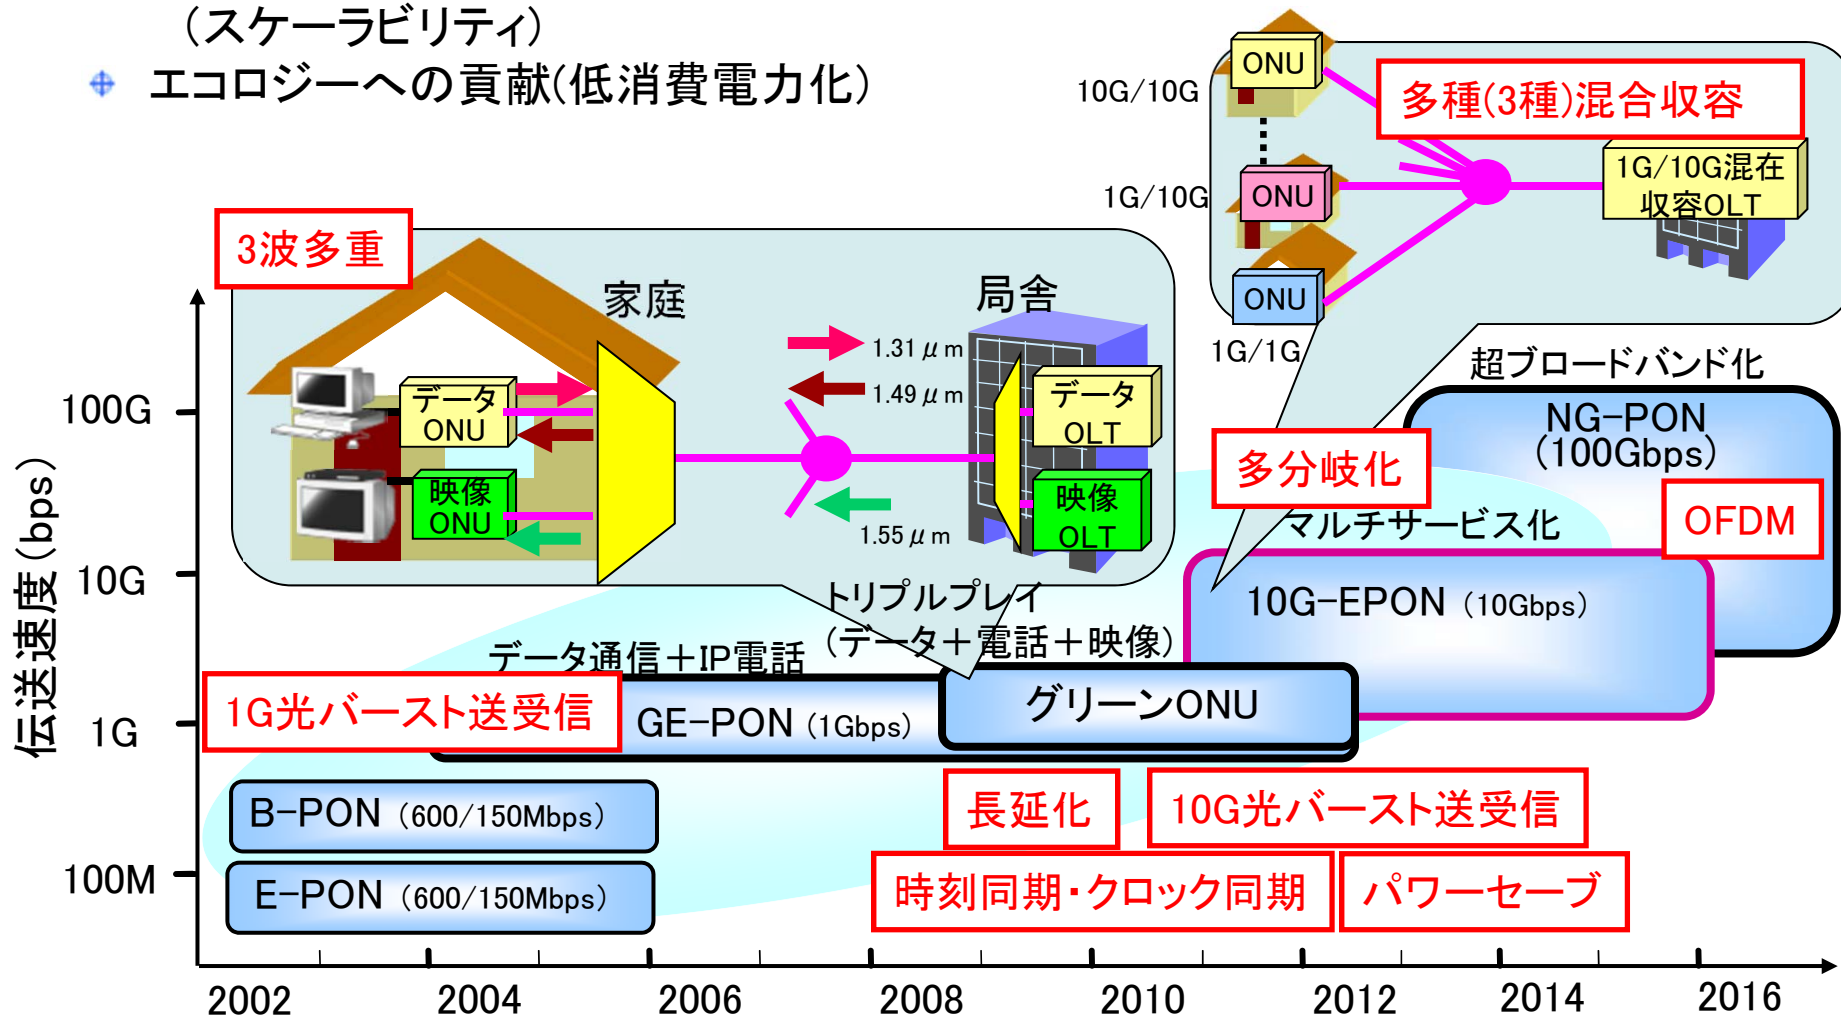 (スケーラビリティ)
エコロジーへの貢献(低消費電力化)
ONU
10G/10G
多種(3種)混合収容
1G/10G混在
収容OLT
1G/10G
ONU
ONU
1G/1G
3波多重
家庭
局舎
1.31μm
1.49μm
データ
ONU
データ
OLT
映像
ONU
映像
OLT
1.55μm
超ブロードバンド化
NG-PON
(100Gbps)
多分岐化
OFDM
マルチサービス化
10G-EPON (10Gbps)
トリプルプレイ
(データ+電話+映像)
データ通信+IP電話
1G光バースト送受信
GE-PON (1Gbps)
グリーンONU
B-PON (600/150Mbps)
E-PON (600/150Mbps)
長延化
10G光バースト送受信
時刻同期・クロック同期
パワーセーブ
伝送速度(bps)
100G
10G
1G
100M
2002
2004
2006
2008
2010
2012
2014
2016